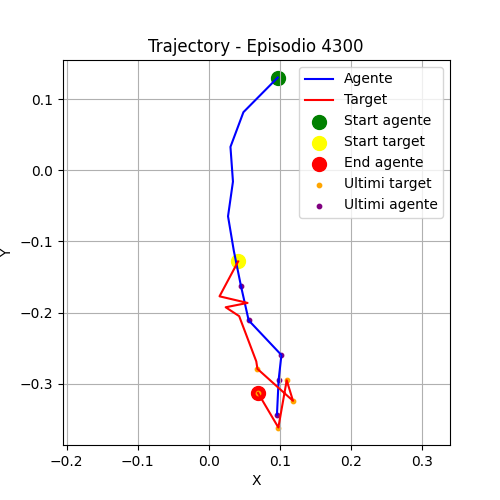 Trajectory - Episodio 4300
Agente
Target
Start agente
Start target
End agente
Ultimi target
Ultimi agente
Y
0.1
0.0
−0.1
−0.2
−0.3
−0.2
−0.1
0.0
0.1
0.2
0.3
X